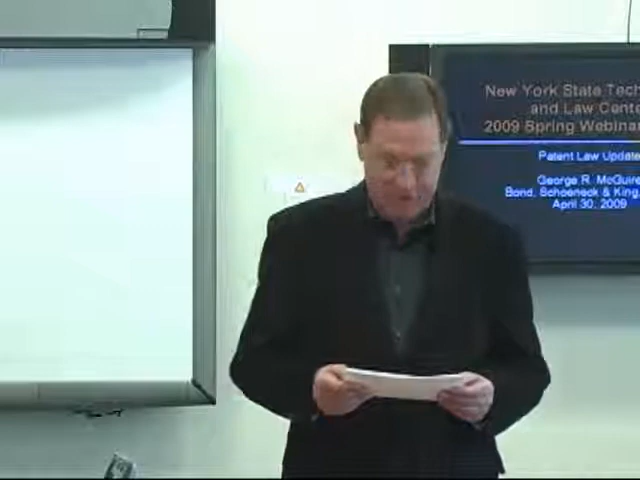 New York State Tech
and Law Cente
2009 Spring Webinar
Patent Law Update
George R. McGuire
Bond, Schoeneck & King,
April 30, 2009